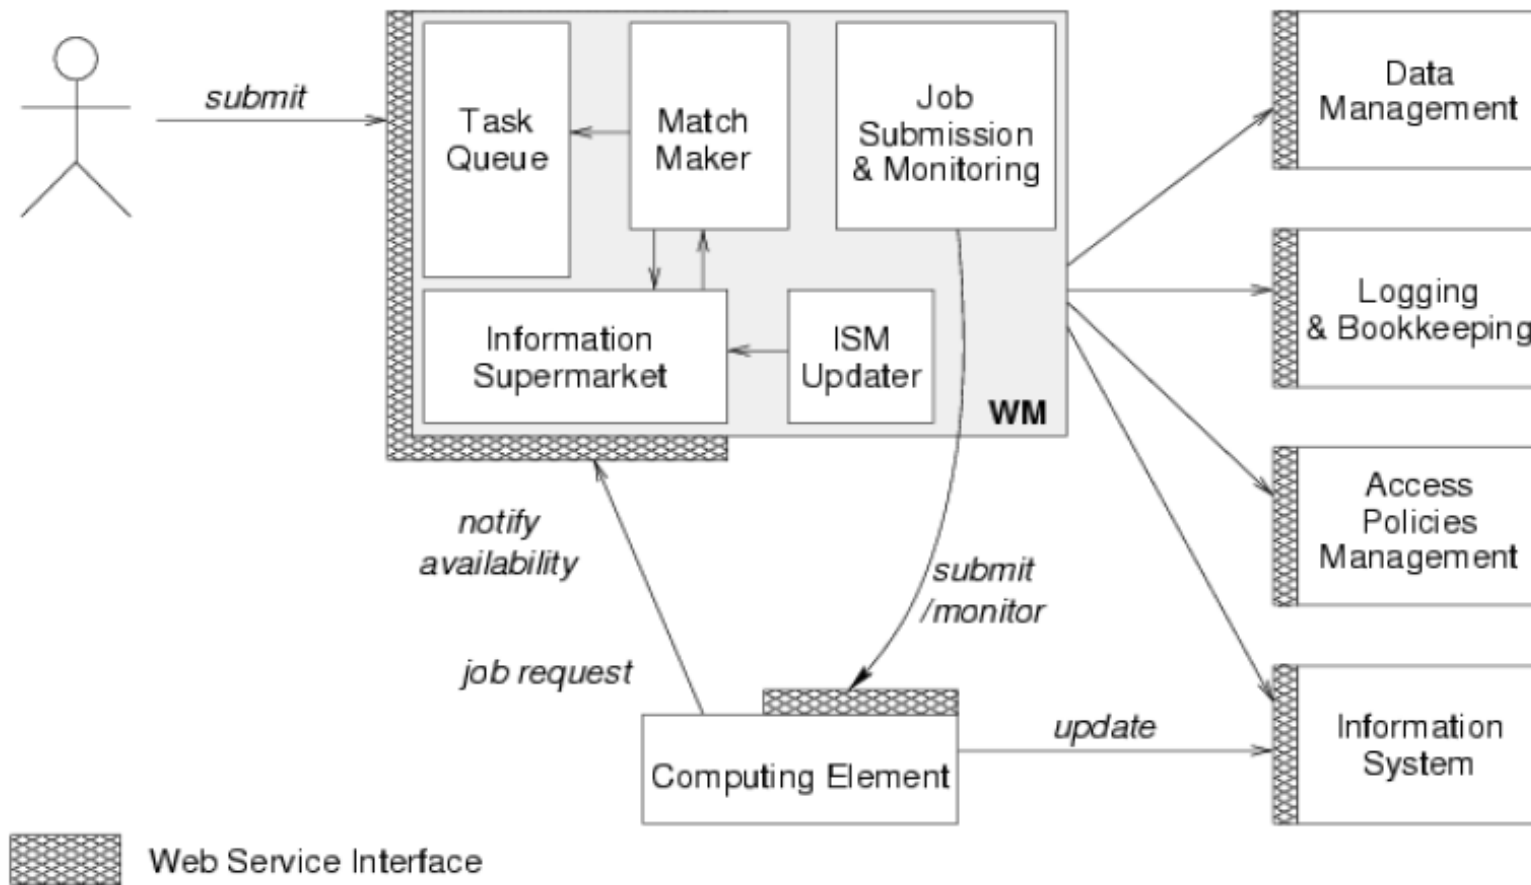 submit
Task
Queue
Match
Maker
Job
Submission
& Monitoring
Information
Supermarket
ISM
Updater
WM
Data
Management
Logging
& Bookkeeping
Access
Policies
Management
Information
System
notify
availability
job request
submit
/monitor
update
Computing Element
Web Service Interface